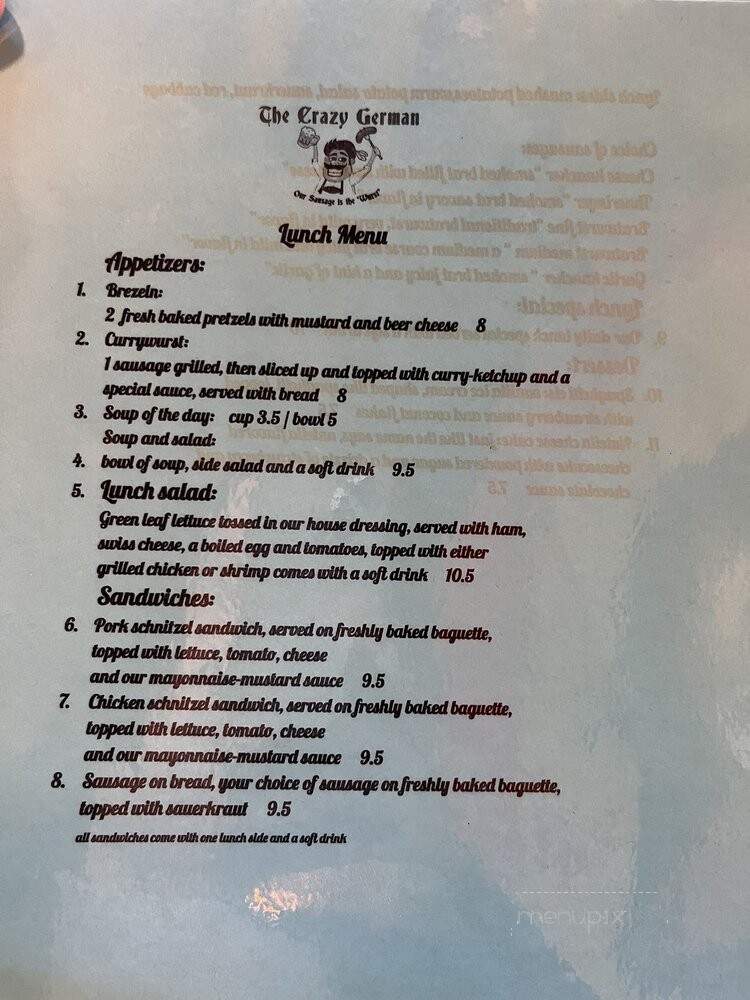 The Crazy German
Our Sausage is the "Wurst"
Lunch Menu
Appetizers:
1. Brezeln:
2 fresh baked pretzels with mustard and beer cheese 8
2. Currywurst:
1 sausage grilled, then sliced up and topped with curry-ketchup and a
special sauce, served with bread 8
3. Soup of the day: cup 3.5 / bowl 5
Soup and salad:
4. bowl of soup, side salad and a soft drink 9.5
5. Lunch salad:
Green leaf lettuce tossed in our house dressing, served with ham,
swiss cheese, a boiled egg and tomatoes, topped with either
grilled chicken or shrimp comes with a soft drink 10.5
Sandwiches:
6. Pork schnitzel sandwich, served on freshly baked baguette,
topped with lettuce, tomato, cheese
and our mayonnaise-mustard sauce 9.5
7. Chicken schnitzel sandwich, served on freshly baked baguette,
topped with lettuce, tomato, cheese
and our mayonnaise-mustard sauce 9.5
8. Sausage on bread, your choice of sausage on freshly baked baguette,
topped with sauerkraut 9.5
all sandwiches come with one lunch side and a soft drink
menupix